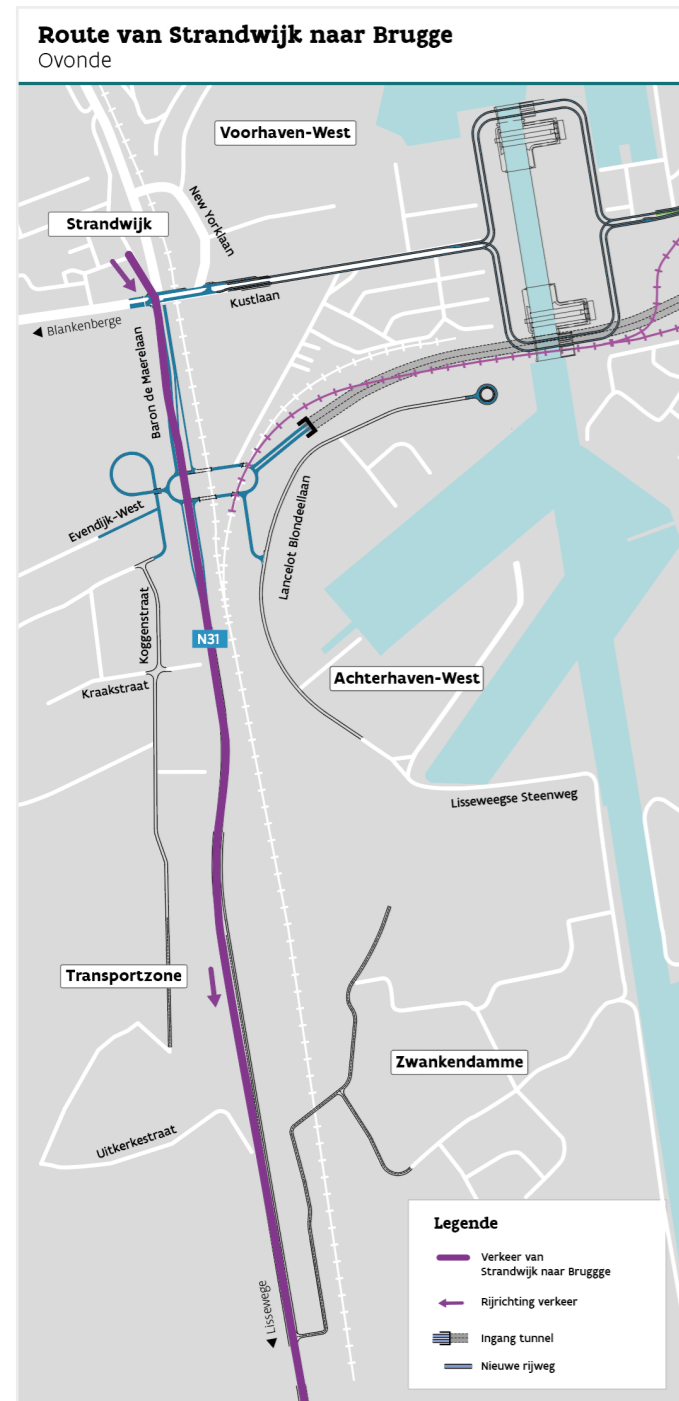 Route van Strandwijk naar Brugge
Ovonde
Voorhaven-West
New Yorklaan
Strandwijk
Kustlaan
◀ Blankenberge
Baron de Maerelaan
Evendijk-West
Lancelot Blondeellaan
Koggenstraat
N31
Achterhaven-West
Kraakstraat
Lisseweegse Steenweg
Transportzone
Zwankendamme
Uitkerkestraat
◀ Lissewege
Legende
Verkeer van
Strandwijk naar Bruggge
Rijrichting verkeer
Ingang tunnel
Nieuwe rijweg